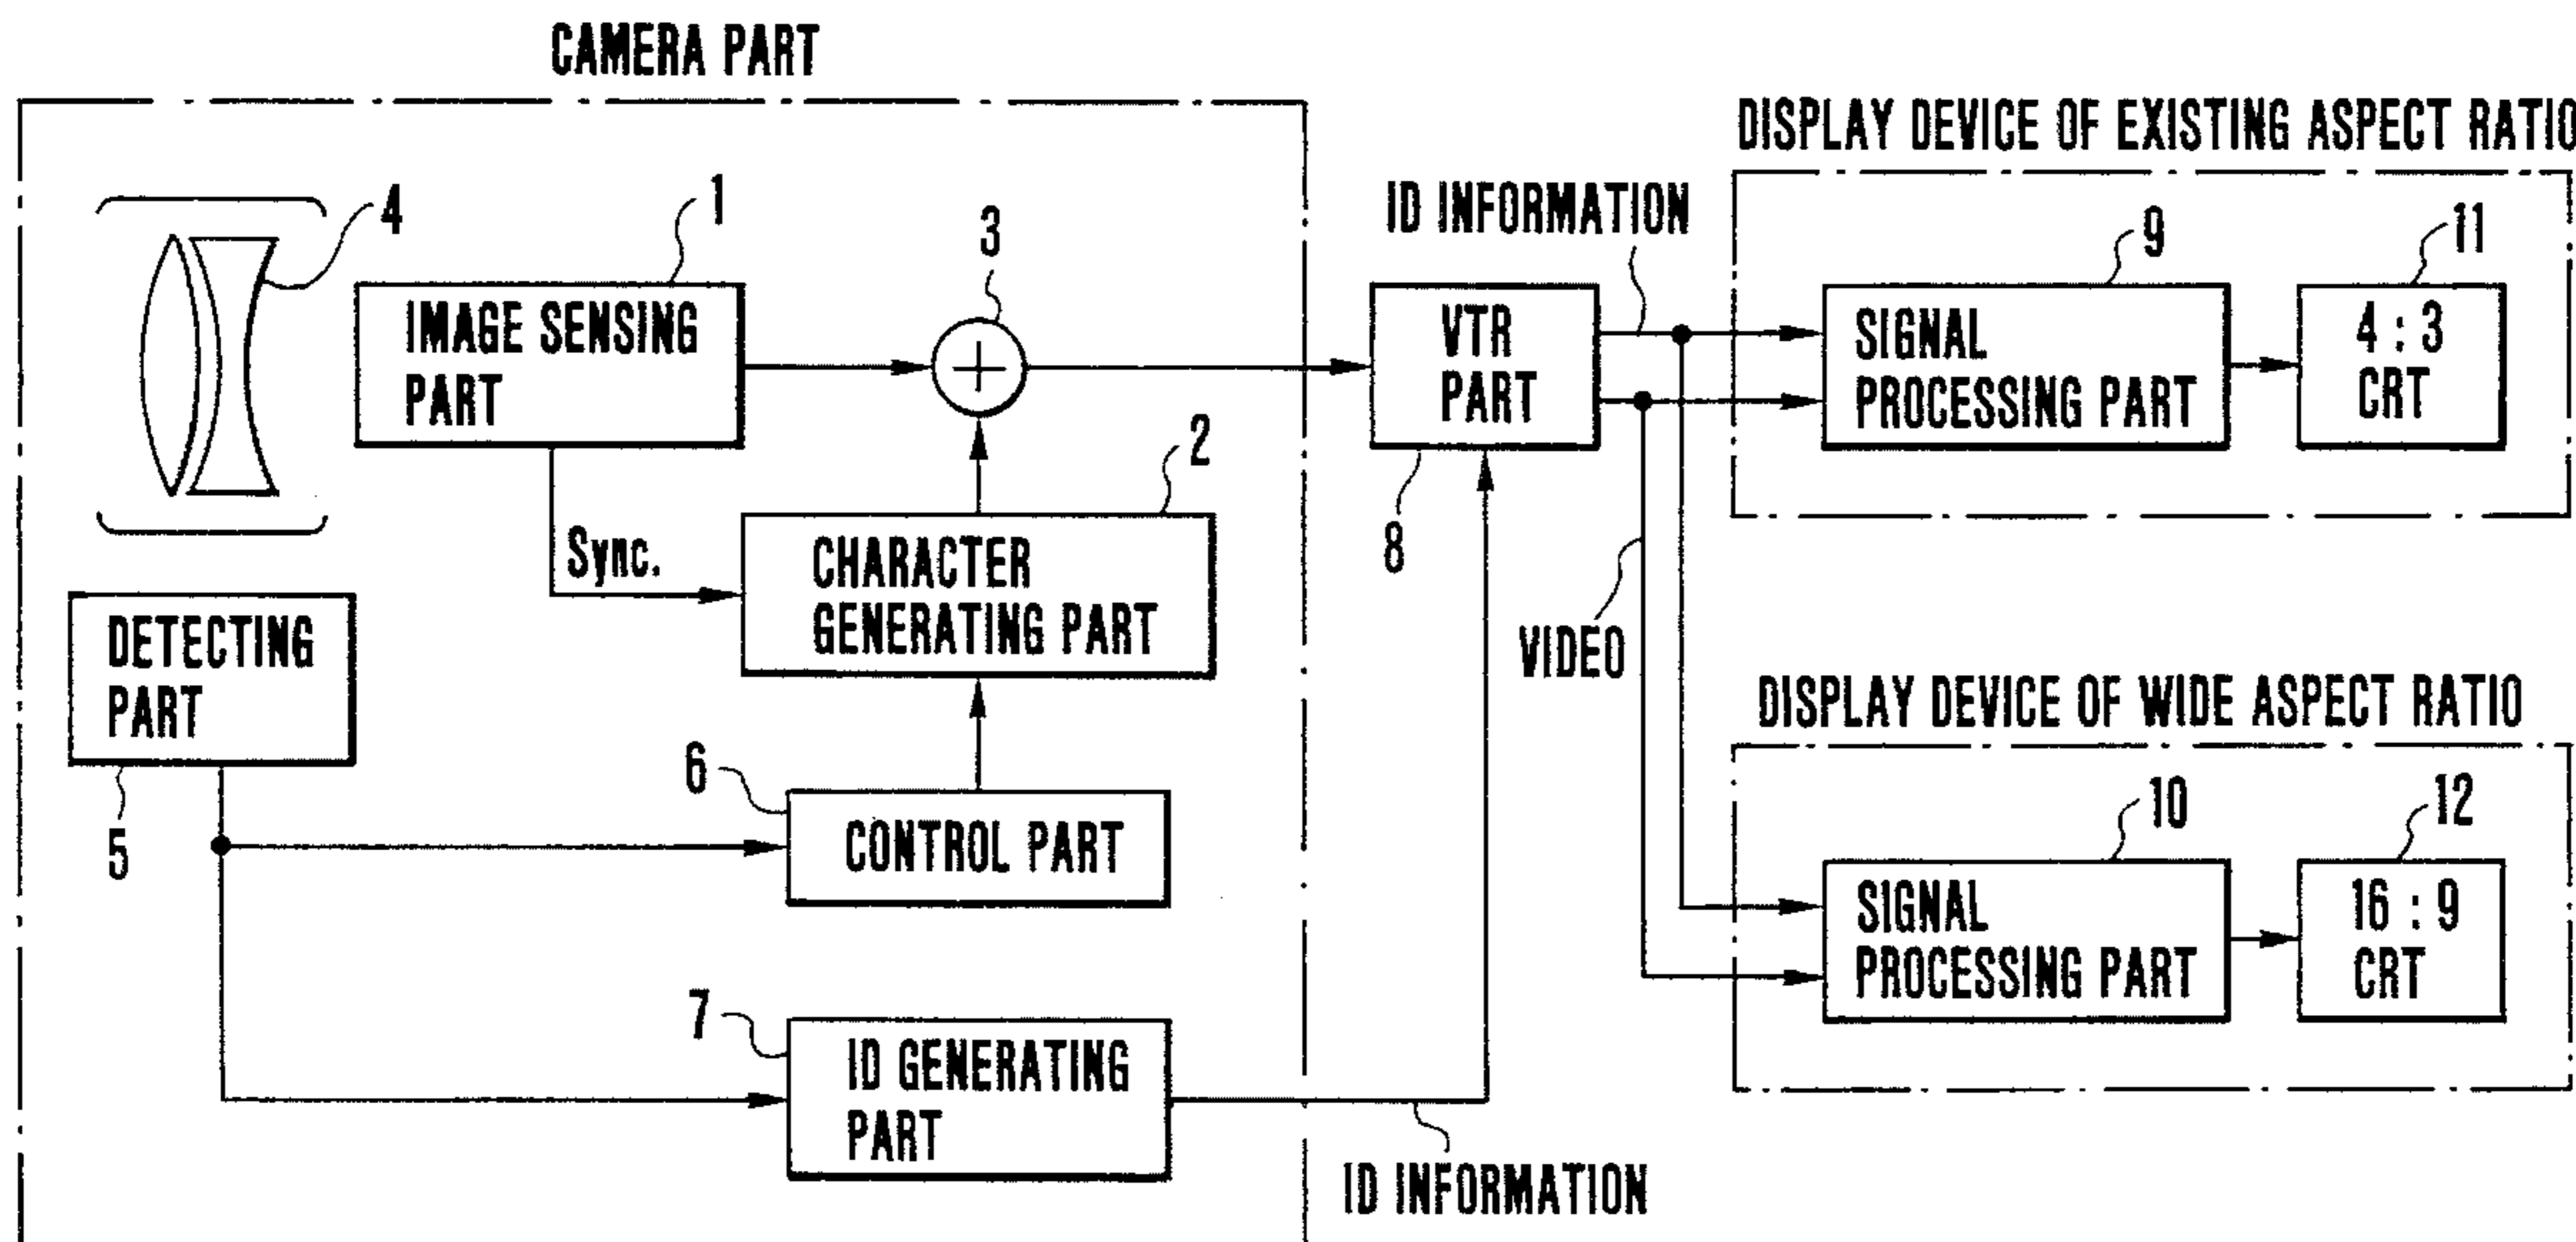 CAMERA PART
DISPLAY DEVICE OF EXISTING ASPECT RATIO
4
1
3
ID INFORMATION
9
11
IMAGE SENSING
PART
VTR
PART
SIGNAL
PROCESSING PART
4 : 3
CRT
8
2
Sync.
CHARACTER
GENERATING PART
VIDEO
DETECTING
PART
5
DISPLAY DEVICE OF WIDE ASPECT RATIO
6
CONTROL PART
10
12
SIGNAL
PROCESSING PART
16 : 9
CRT
7
ID GENERATING
PART
ID INFORMATION